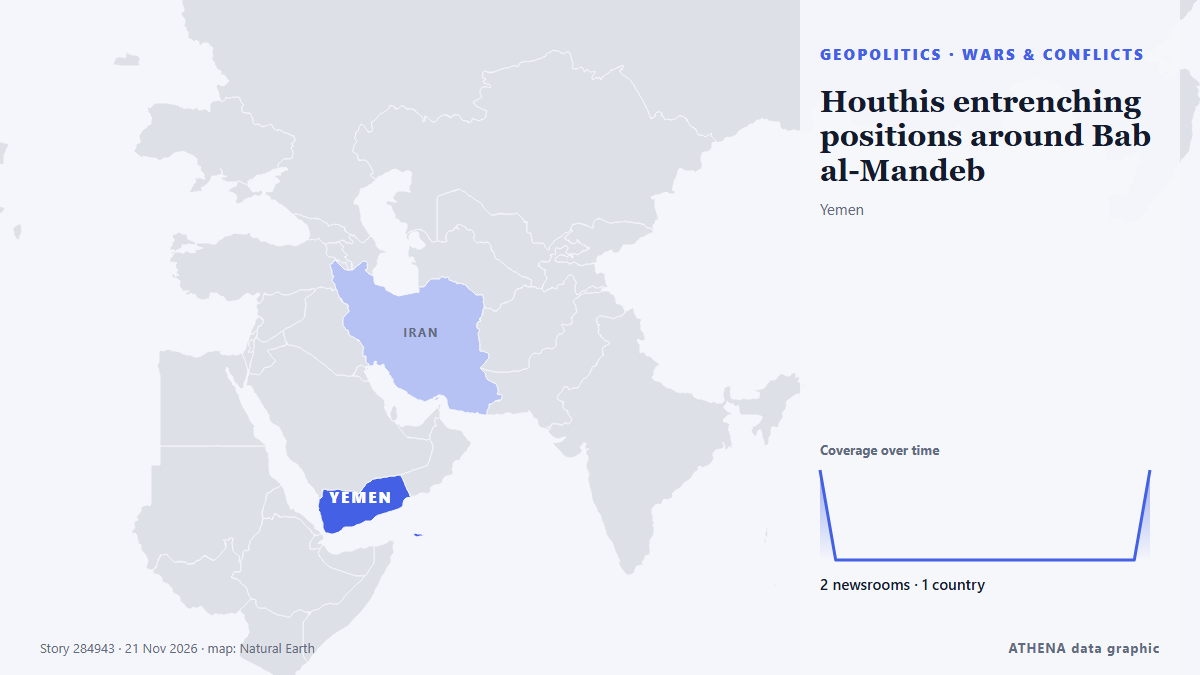 GEOPOLITICS · WARS & CONFLICTS
Houthis entrenching
positions around Bab
al-Mandeb
Yemen
IRAN
YEMEN
Coverage over time
2 newsrooms · 1 country
Story 284943 · 21 Nov 2026 · map: Natural Earth
ATHENA data graphic